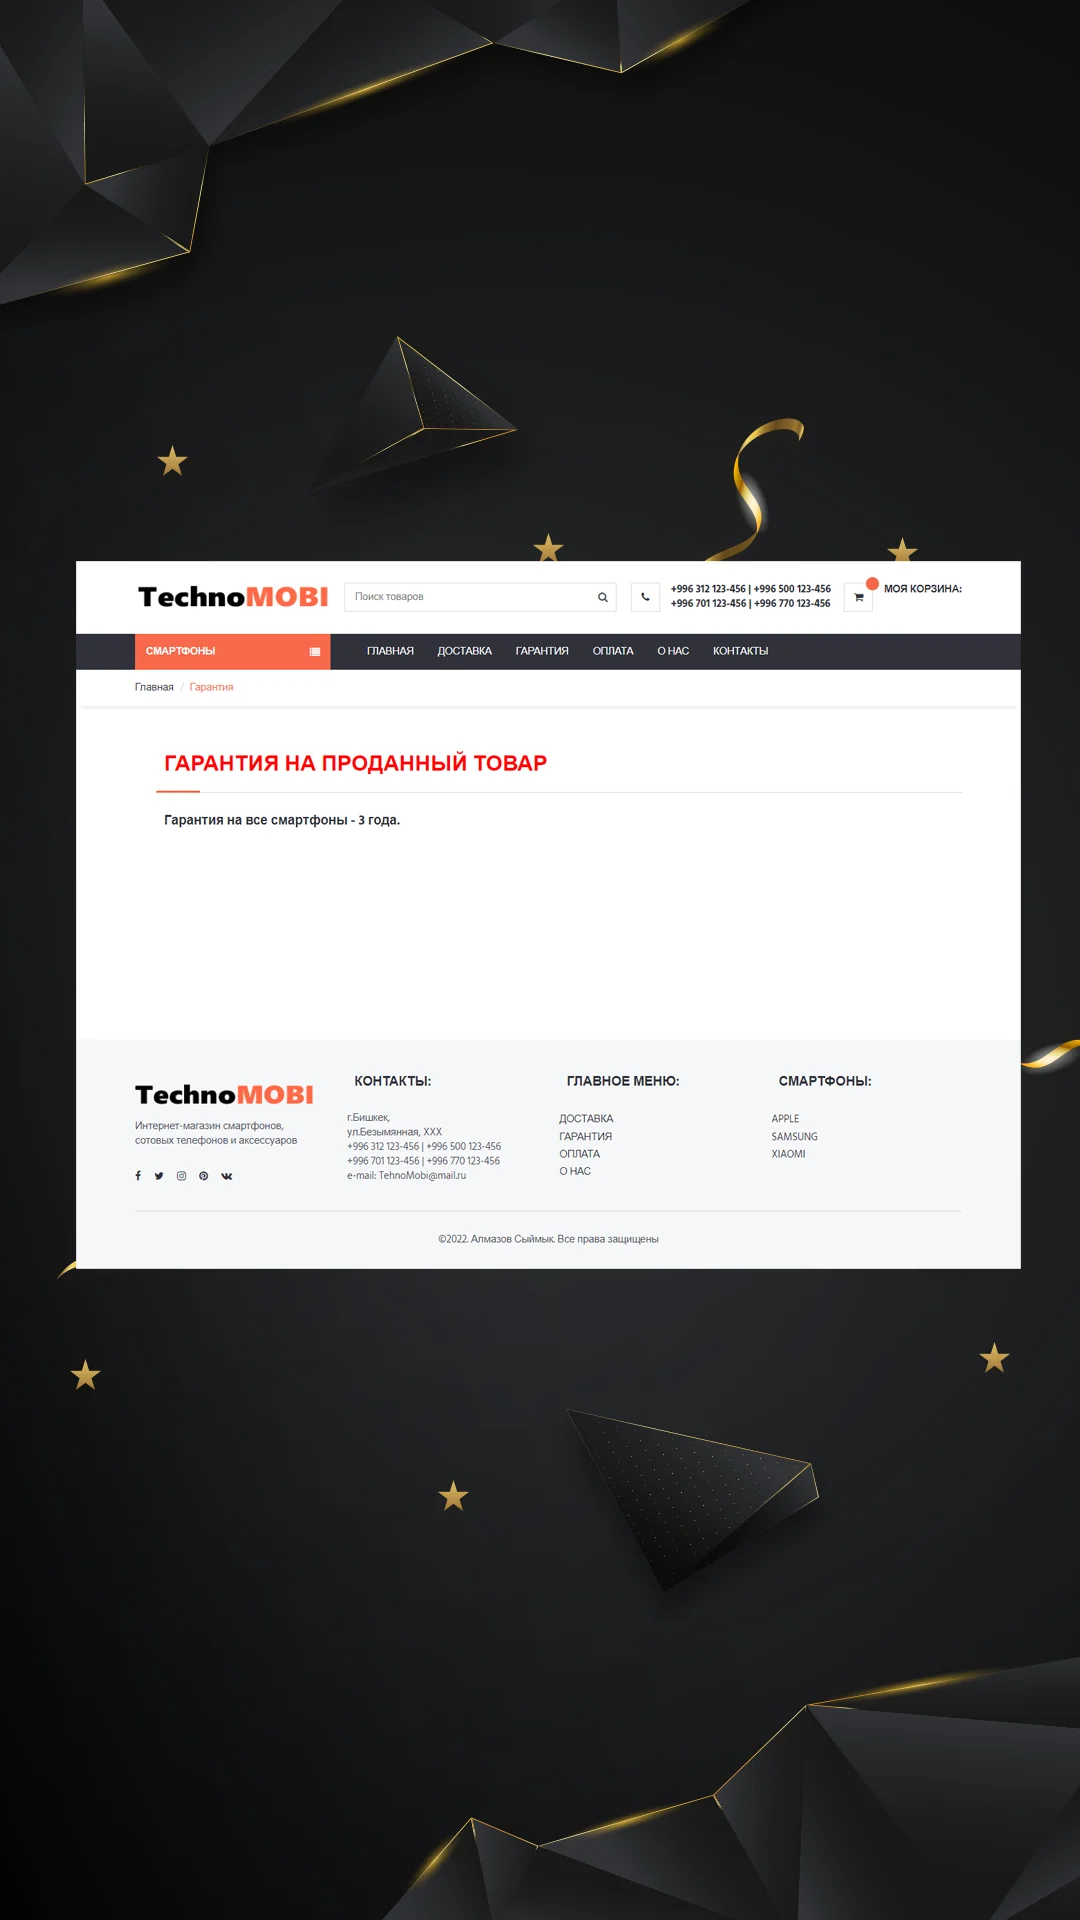 TechnoMOBI
Поиск товаров
+996 312 123-456 | +996 500 123-456
+996 701 123-456 | +996 770 123-456
МОЯ КОРЗИНА:
СМАРТФОНЫ
ГЛАВНАЯ ДОСТАВКА ГАРАНТИЯ ОПЛАТА О НАС КОНТАКТЫ
Главная / Гарантия
ГАРАНТИЯ НА ПРОДАННЫЙ ТОВАР
Гарантия на все смартфоны - 3 года.
TechnoMOBI
Интернет-магазин смартфонов,
сотовых телефонов и аксессуаров
КОНТАКТЫ:
г.Бишкек,
ул.Безымянная, XXX
+996 312 123-456 | +996 500 123-456
+996 701 123-456 | +996 770 123-456
e-mail: TehnoMobi@mail.ru
ГЛАВНОЕ МЕНЮ:
ДОСТАВКА
ГАРАНТИЯ
ОПЛАТА
О НАС
СМАРТФОНЫ:
APPLE
SAMSUNG
XIAOMI
©2022. Алмазов Сыймык. Все права защищены